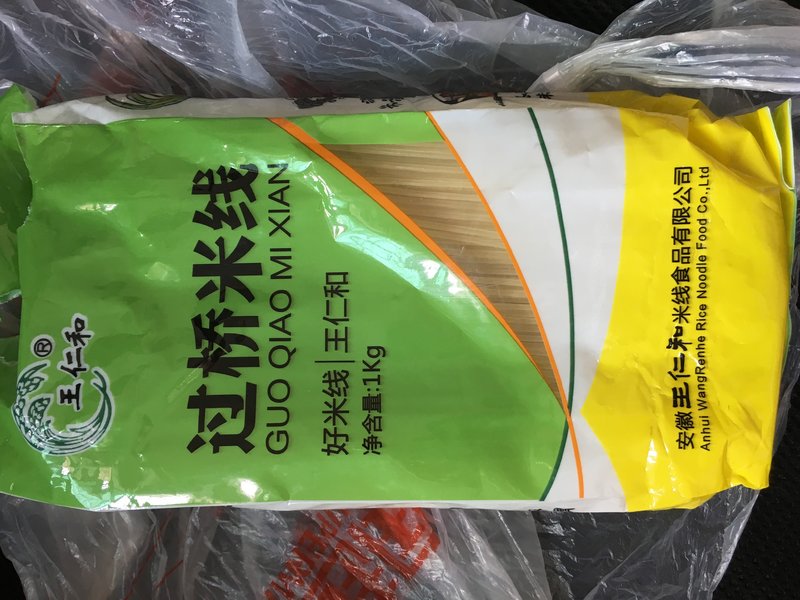 王仁和®
过桥米线
GUO QIAO MI XIAN
好米线|王仁和
净含量:1Kg
安徽王仁和米线食品有限公司
Anhui WangRenhe Rice Noodle Food Co.,Ltd